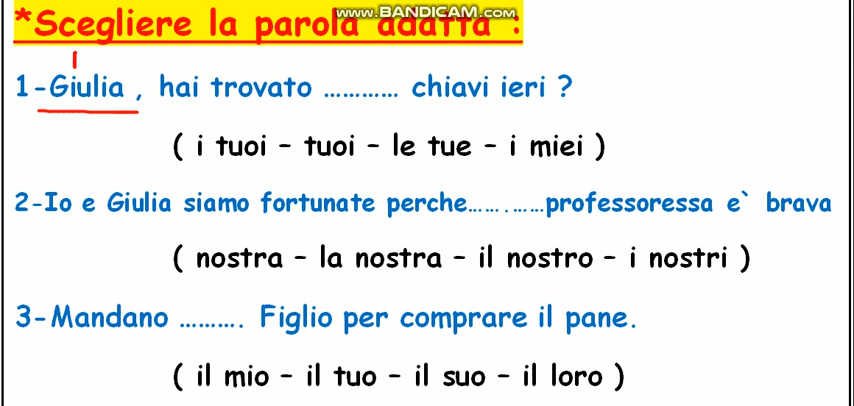 www.BANDICAM.com
*Scegliere la parola adatta :
1-Giulia , hai trovato ………… chiavi ieri ?
( i tuoi - tuoi - le tue - i miei )
2-Io e Giulia siamo fortunate perche…….……professoressa e` brava
( nostra - la nostra - il nostro - i nostri )
3-Mandano ………. Figlio per comprare il pane.
( il mio - il tuo - il suo - il loro )